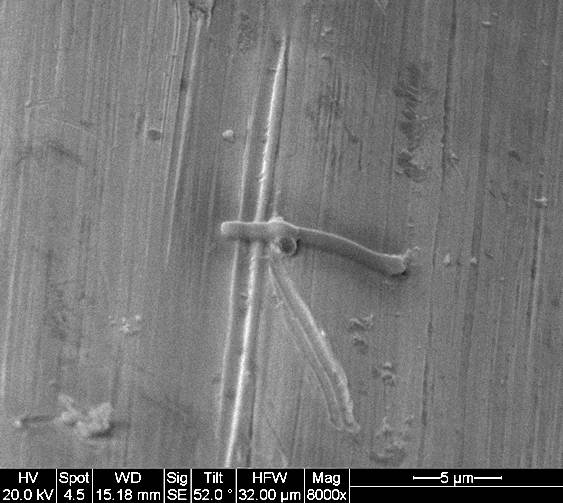 HV Spot WD Sig Tilt HFW Mag 5 µm
20.0 kV 4.5 15.18 mm SE 52.0 ° 32.00 µm 8000x